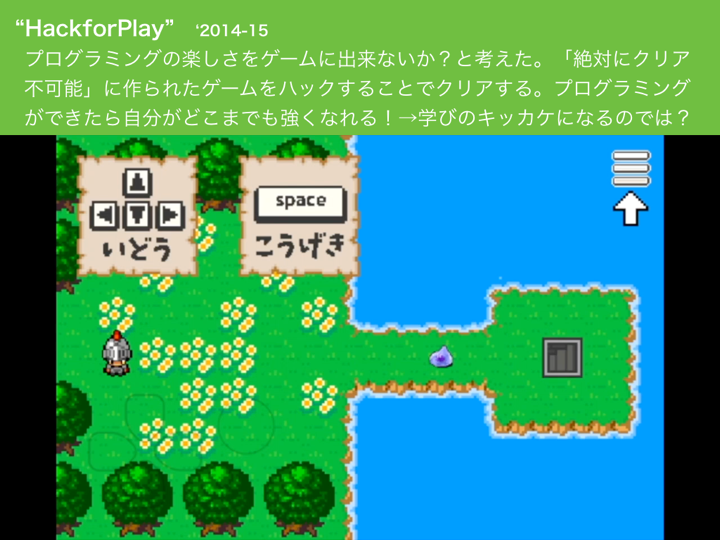 “HackforPlay” ‘2014-15
プログラミングの楽しさをゲームに出来ないか？と考えた。「絶対にクリア
不可能」に作られたゲームをハックすることでクリアする。プログラミング
ができたら自分がどこまでも強くなれる！→学びのキッカケになるのでは？
space
いどう
こうげき